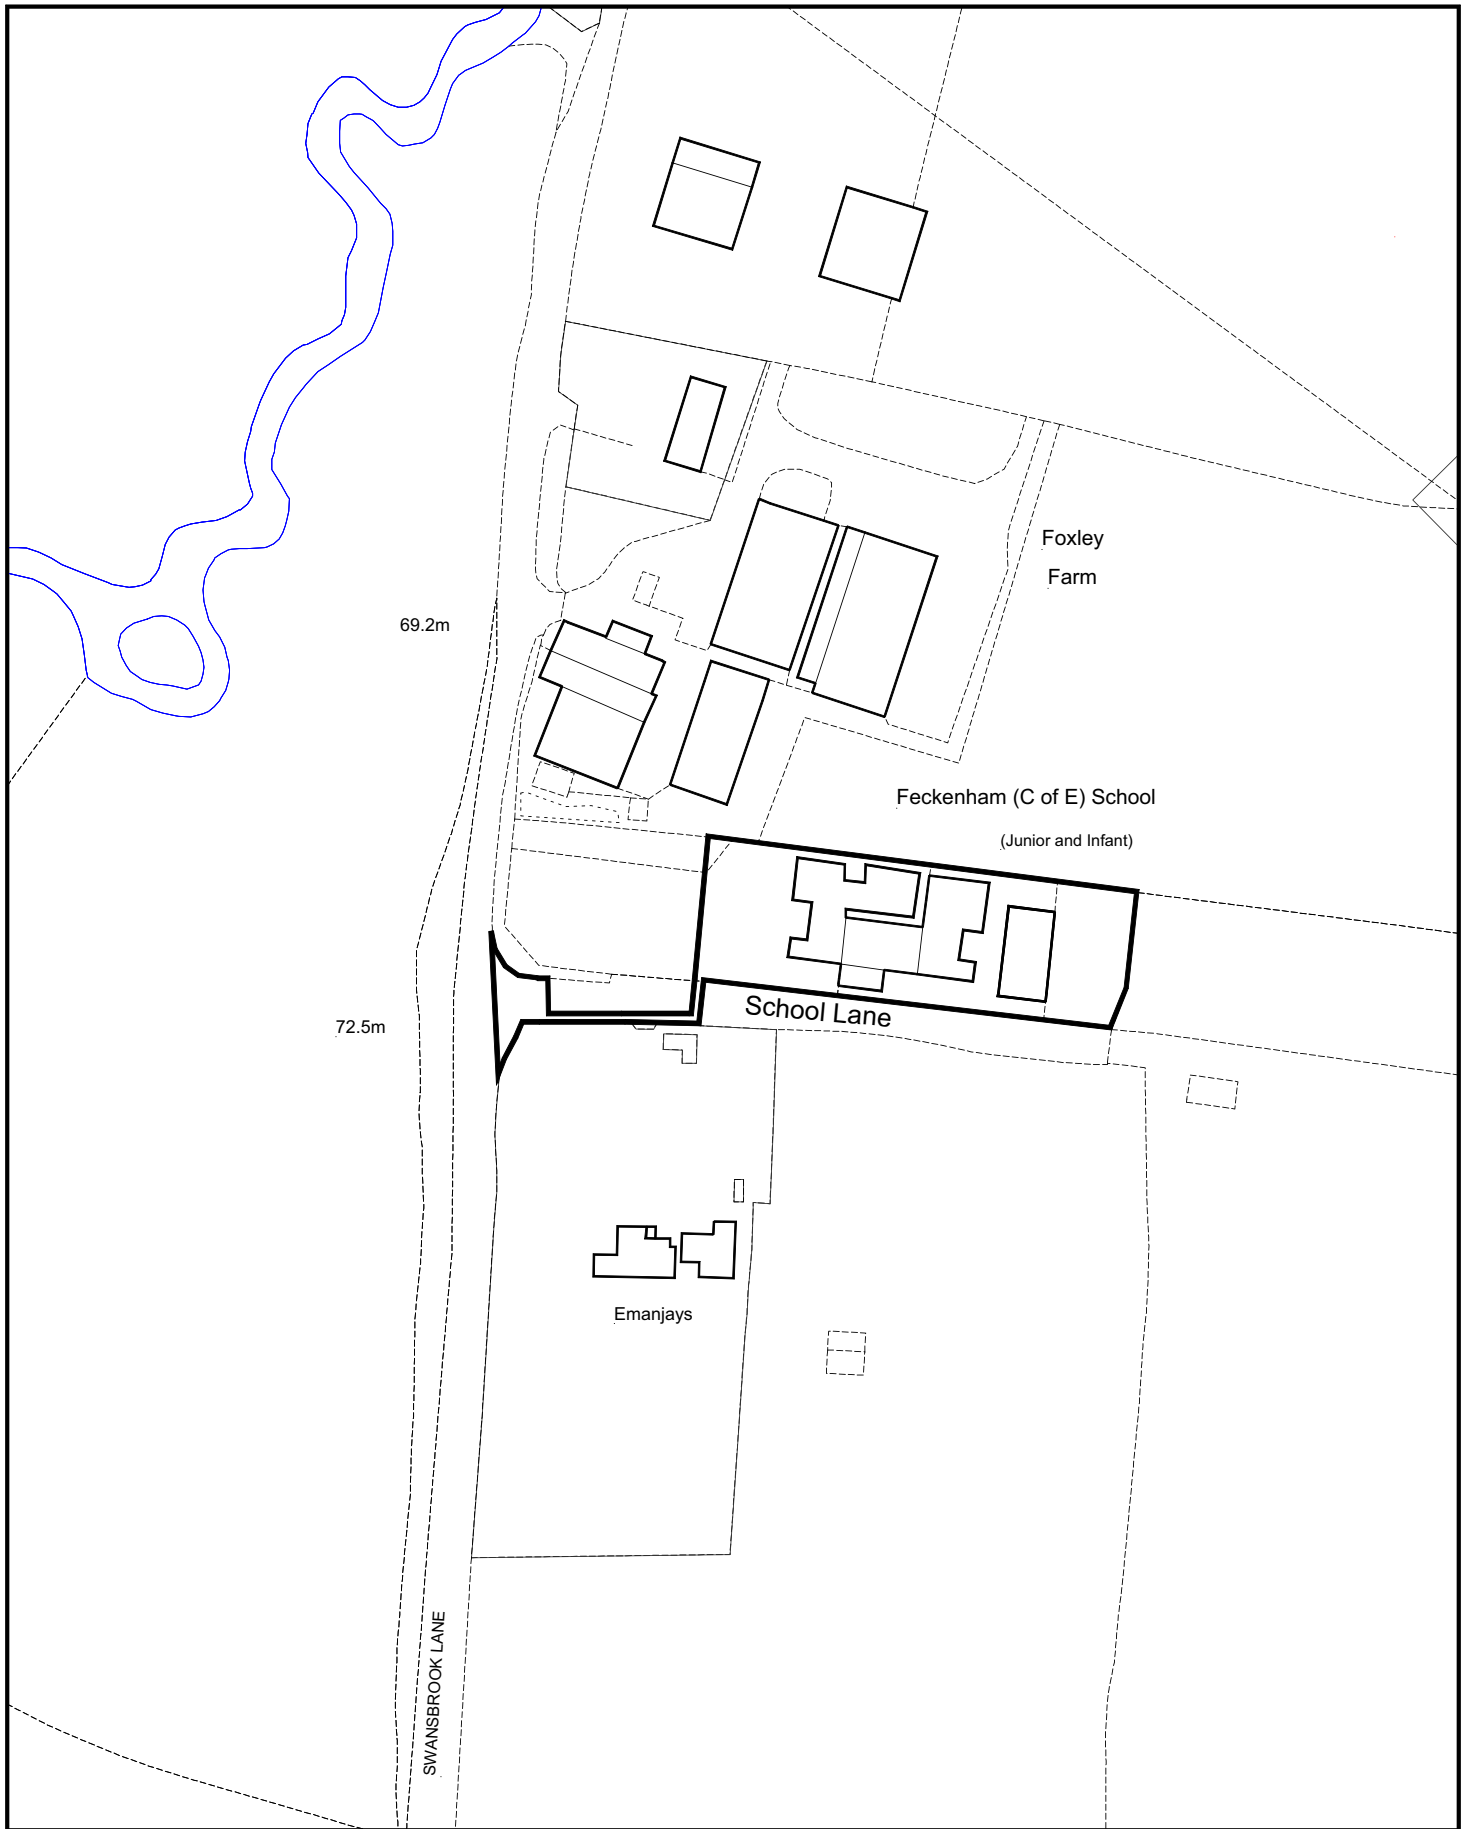 Foxley
Farm
69.2m
Feckenham (C of E) School
(Junior and Infant)
School Lane
72.5m
Emanjays
SWANSBROOK LANE